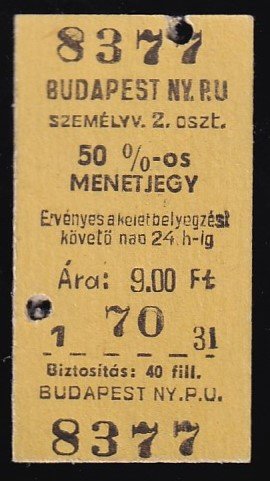 8377
BUDAPEST NY.P.U
SZEMÉLYV. 2. oszt.
50 %-os
MENETJEGY
Érvényes a keletbélyegzést
követő nap 24 h-ig
Ára: 9.00 Ft
1 70 31
Biztosítás: 40 fill.
BUDAPEST NY.P.U.
8377